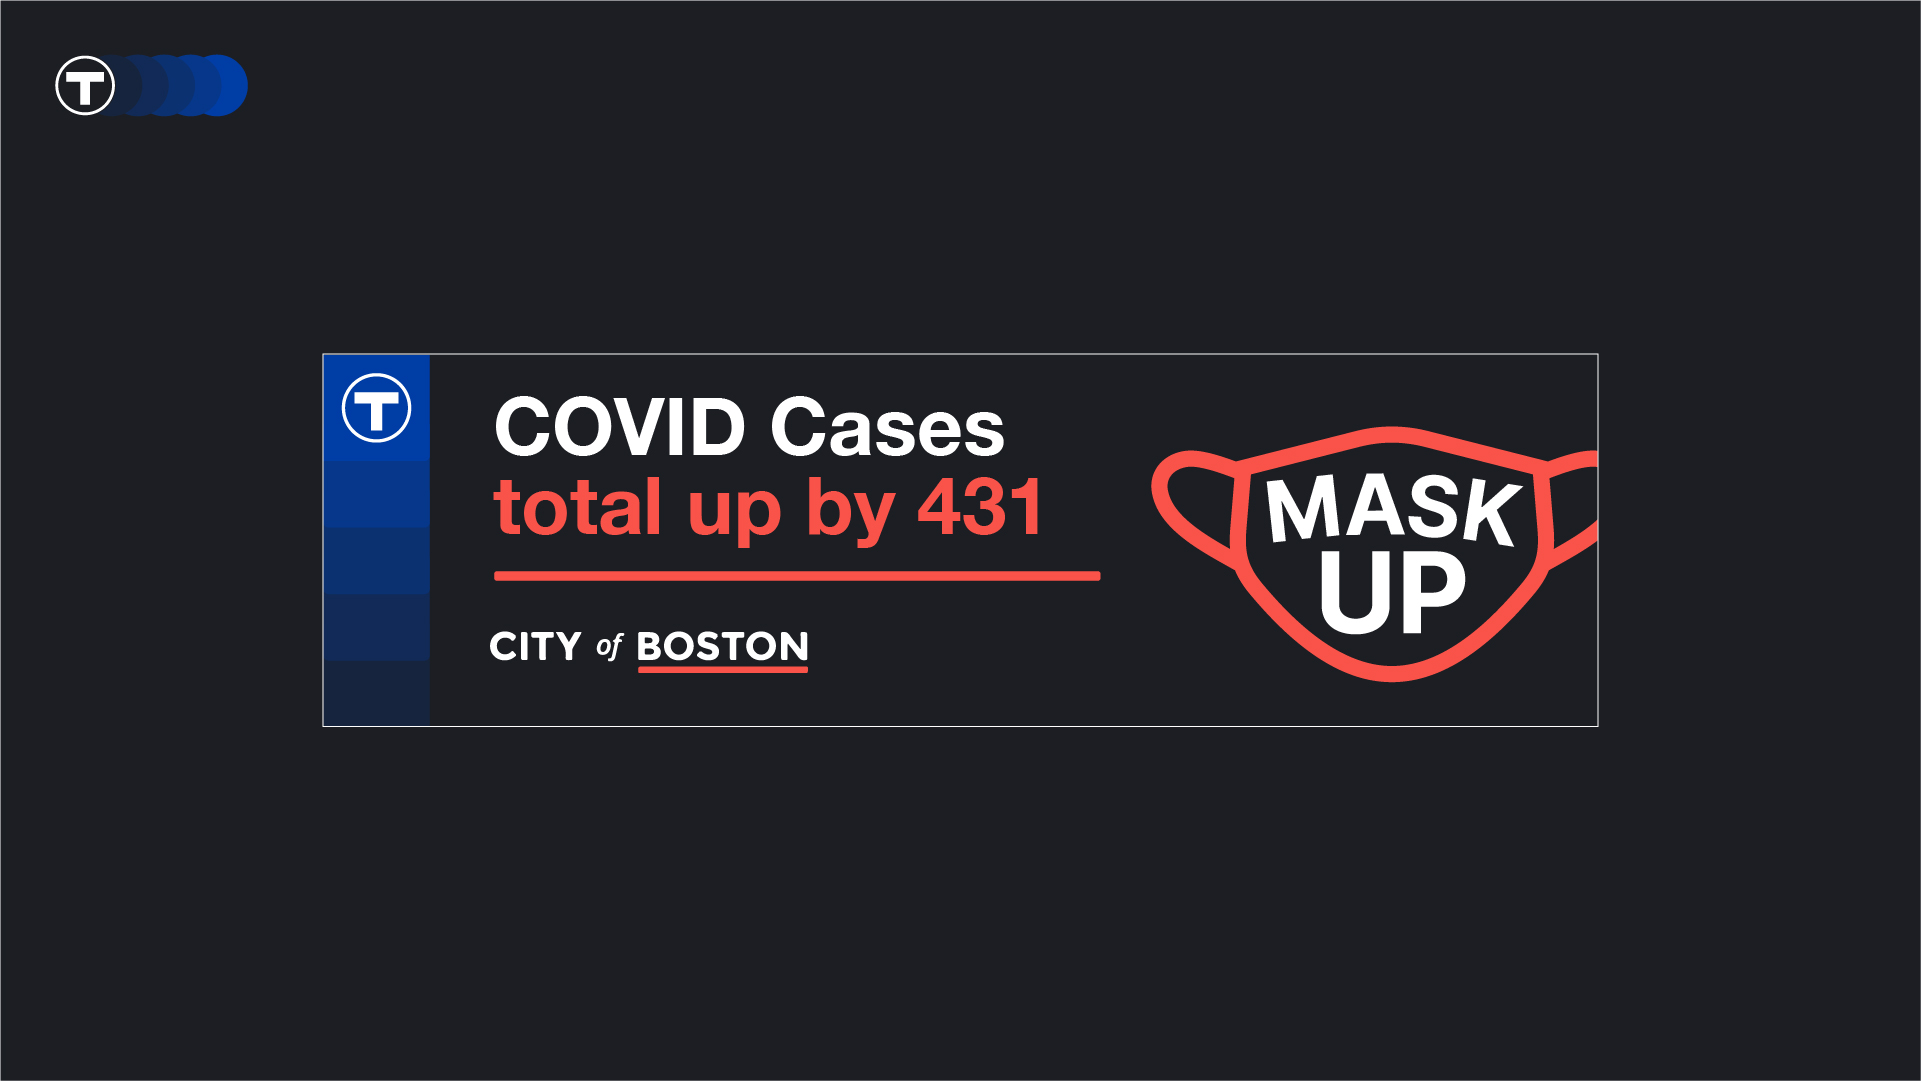 T
T
COVID Cases
total up by 431
CITY of BOSTON
MASK
UP